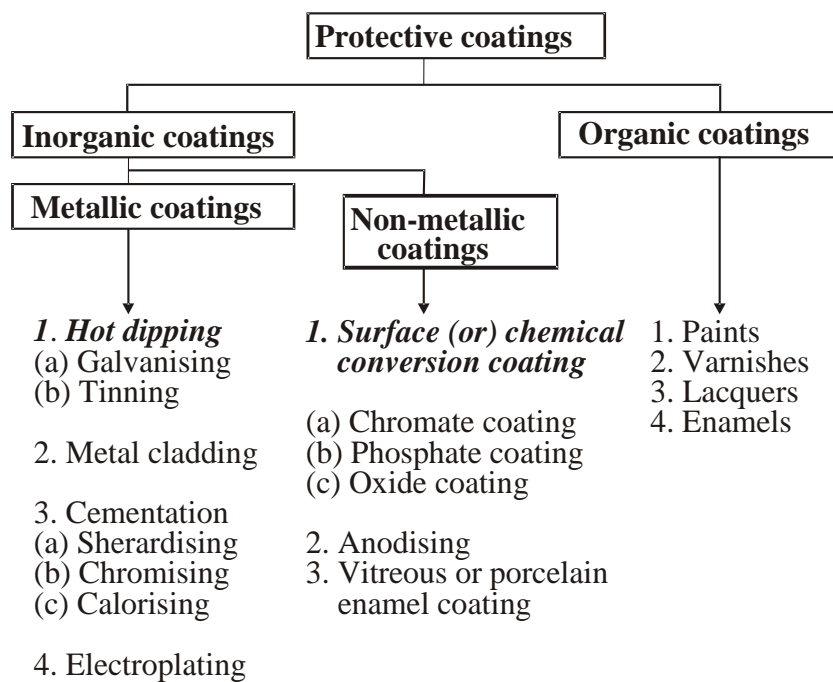 Protective coatings
Inorganic coatings
Organic coatings
Metallic coatings
Non-metallic
coatings
1. Hot dipping
(a) Galvanising
(b) Tinning
2. Metal cladding
3. Cementation
(a) Sherardising
(b) Chromising
(c) Calorising
4. Electroplating
1. Surface (or) chemical
conversion coating
(a) Chromate coating
(b) Phosphate coating
(c) Oxide coating
2. Anodising
3. Vitreous or porcelain
enamel coating
1. Paints
2. Varnishes
3. Lacquers
4. Enamels